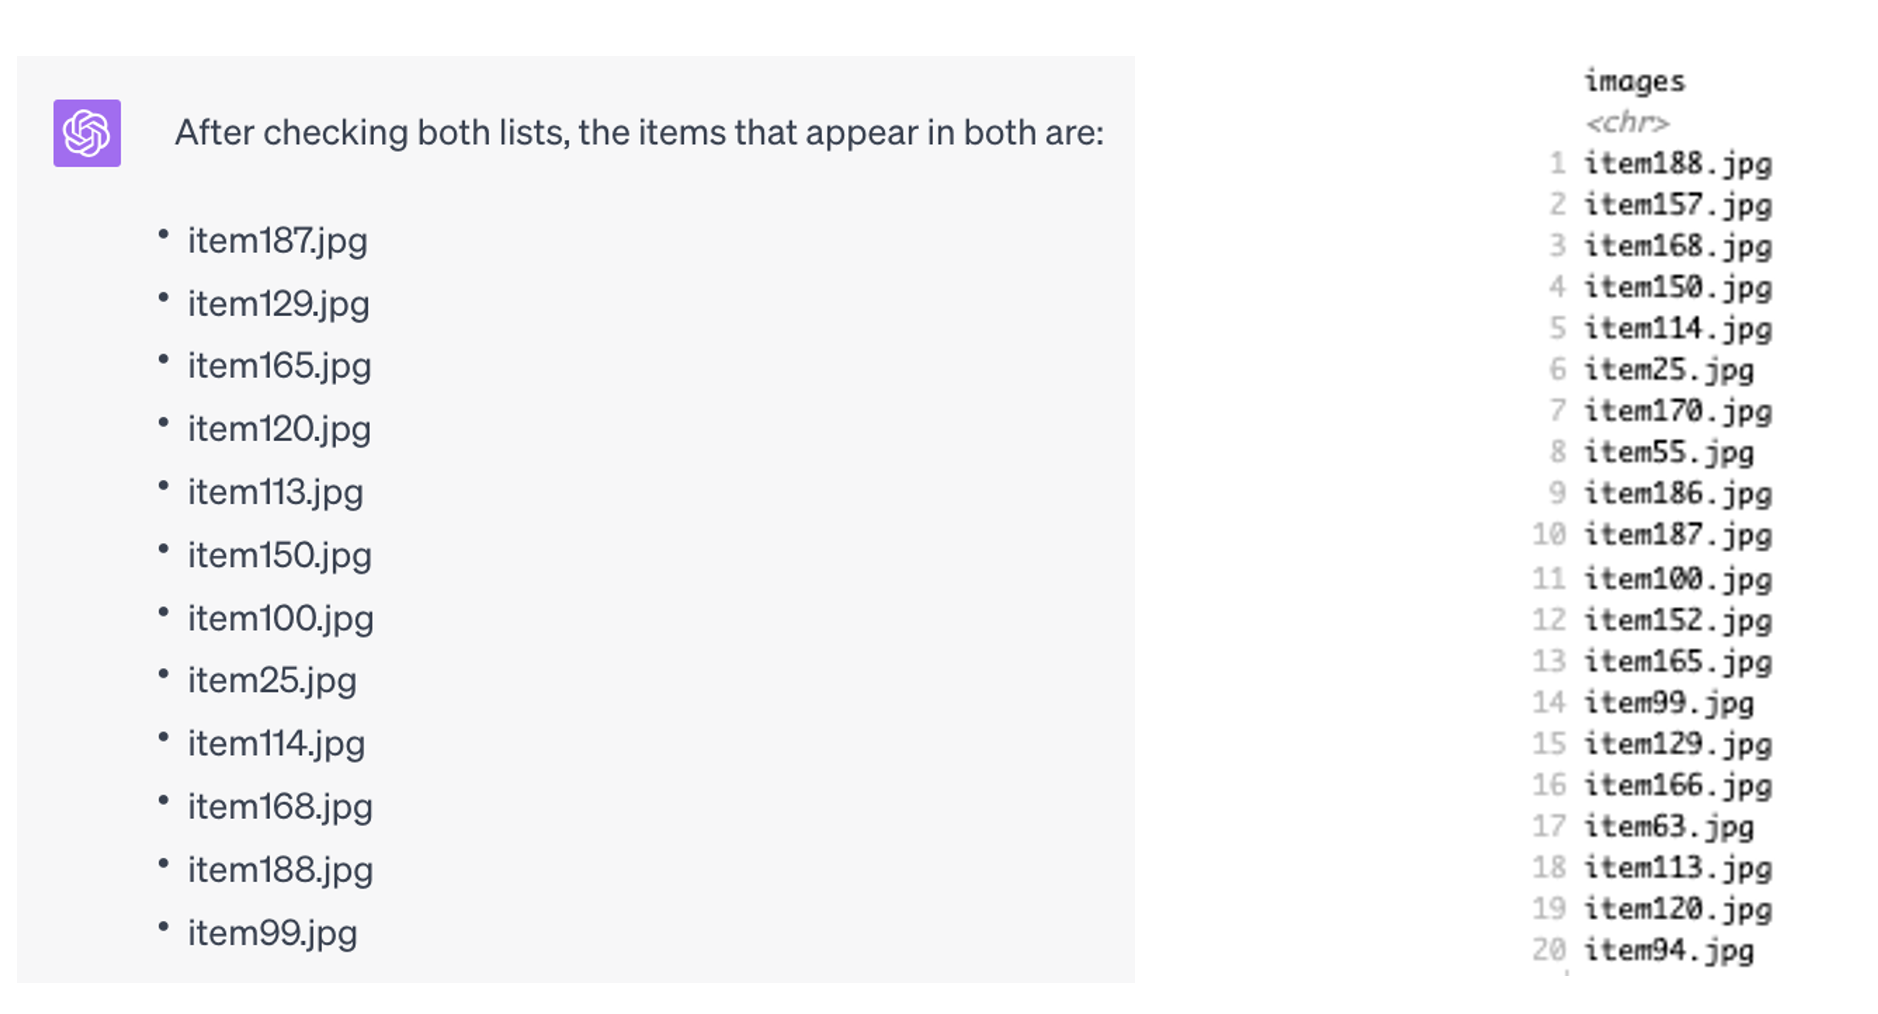 After checking both lists, the items that appear in both are:
• item187.jpg
• item129.jpg
• item165.jpg
• item120.jpg
• item113.jpg
• item150.jpg
• item100.jpg
• item25.jpg
• item114.jpg
• item168.jpg
• item188.jpg
• item99.jpg
images
<chr>
1 item188.jpg
2 item157.jpg
3 item168.jpg
4 item150.jpg
5 item114.jpg
6 item25.jpg
7 item170.jpg
8 item55.jpg
9 item186.jpg
10 item187.jpg
11 item100.jpg
12 item152.jpg
13 item165.jpg
14 item99.jpg
15 item129.jpg
16 item166.jpg
17 item63.jpg
18 item113.jpg
19 item120.jpg
20 item94.jpg